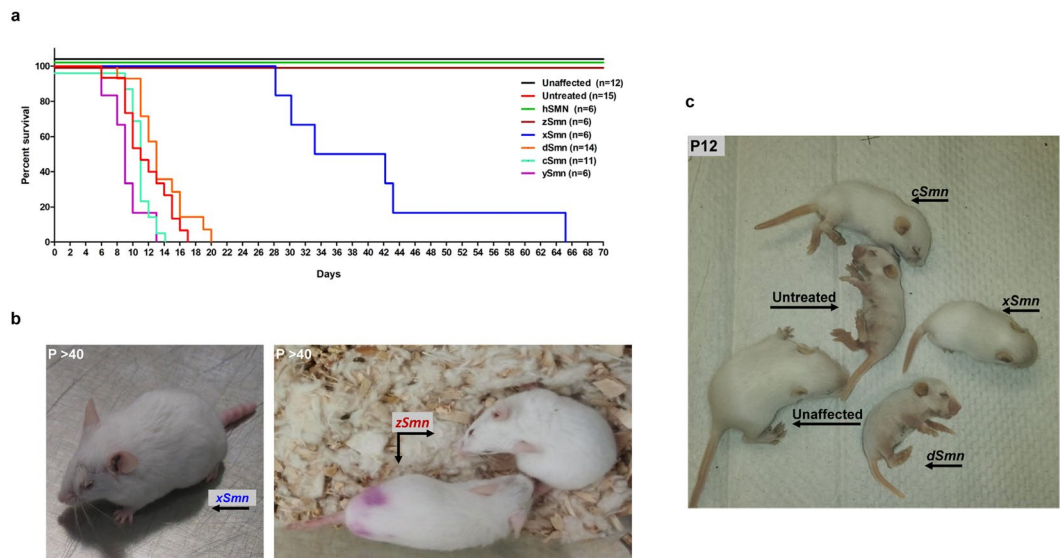 a
100
80
60
40
20
0
Percent survival
0 2 4 6 8 10 12 14 16 18 20 22 24 26 28 30 32 34 36 38 40 42 44 46 48 50 52 54 56 58 60 62 64 66 68 70
Days
Unaffected (n=12)
Untreated (n=15)
hSMN (n=6)
zSmn (n=6)
xSmn (n=6)
dSmn (n=14)
cSmn (n=11)
ySmn (n=6)
b
P >40
xSmn
P >40
zSmn
c
P12
cSmn
Untreated
xSmn
Unaffected
dSmn